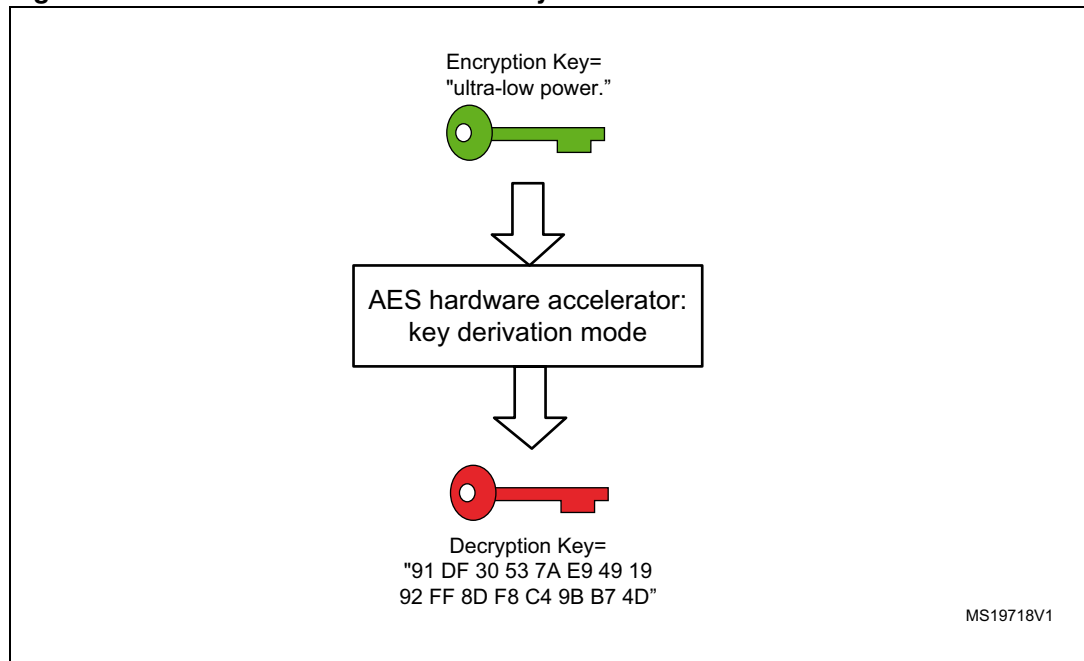 Encryption Key=
"ultra-low power.”
AES hardware accelerator:
key derivation mode
Decryption Key=
"91 DF 30 53 7A E9 49 19
92 FF 8D F8 C4 9B B7 4D”
MS19718V1